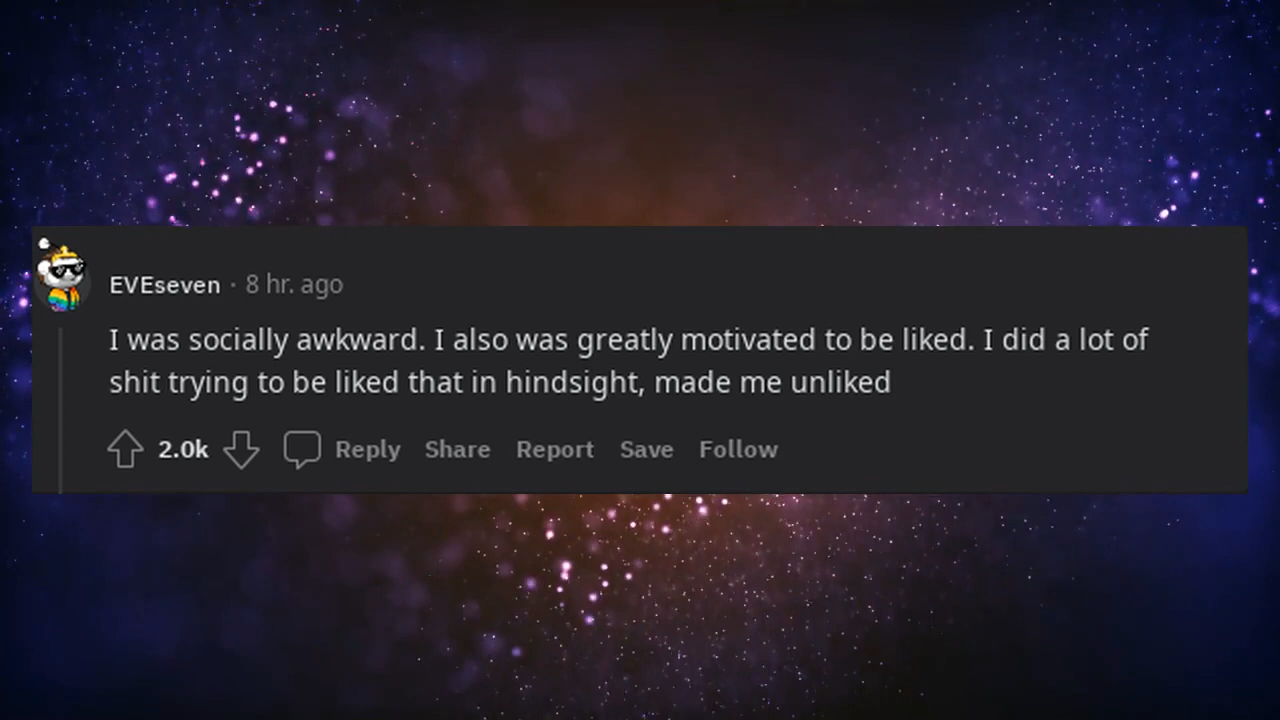 EVEseven · 8 hr. ago
I was socially awkward. I also was greatly motivated to be liked. I did a lot of
shit trying to be liked that in hindsight, made me unliked
2.0k Reply Share Report Save Follow